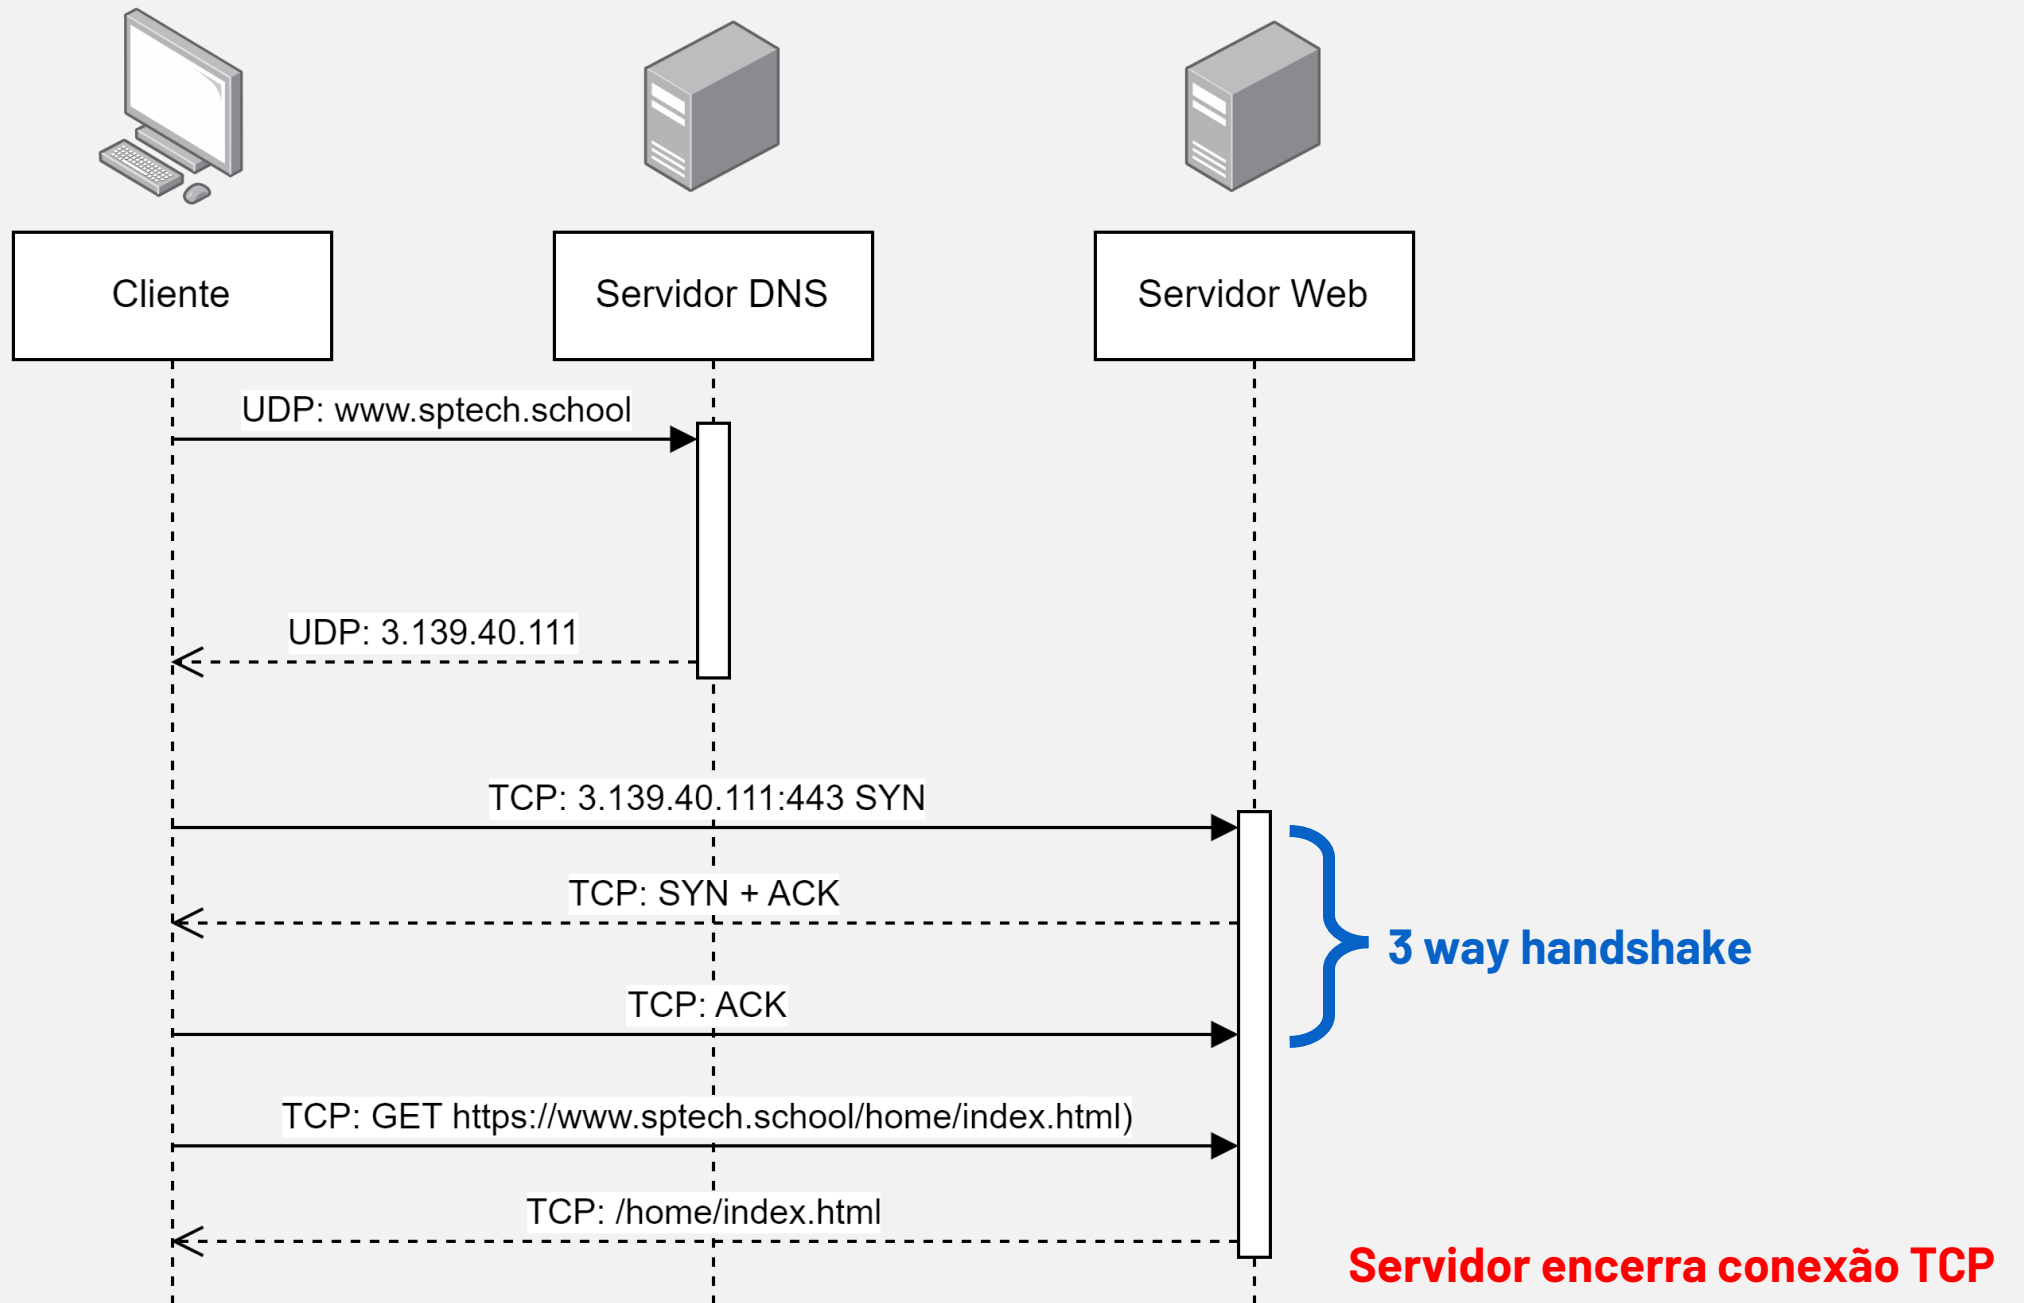 Cliente
Servidor DNS
Servidor Web
UDP: www.sptech.school
UDP: 3.139.40.111
TCP: 3.139.40.111:443 SYN
TCP: SYN + ACK
3 way handshake
TCP: ACK
TCP: GET https://www.sptech.school/home/index.html)
TCP: /home/index.html
Servidor encerra conexão TCP